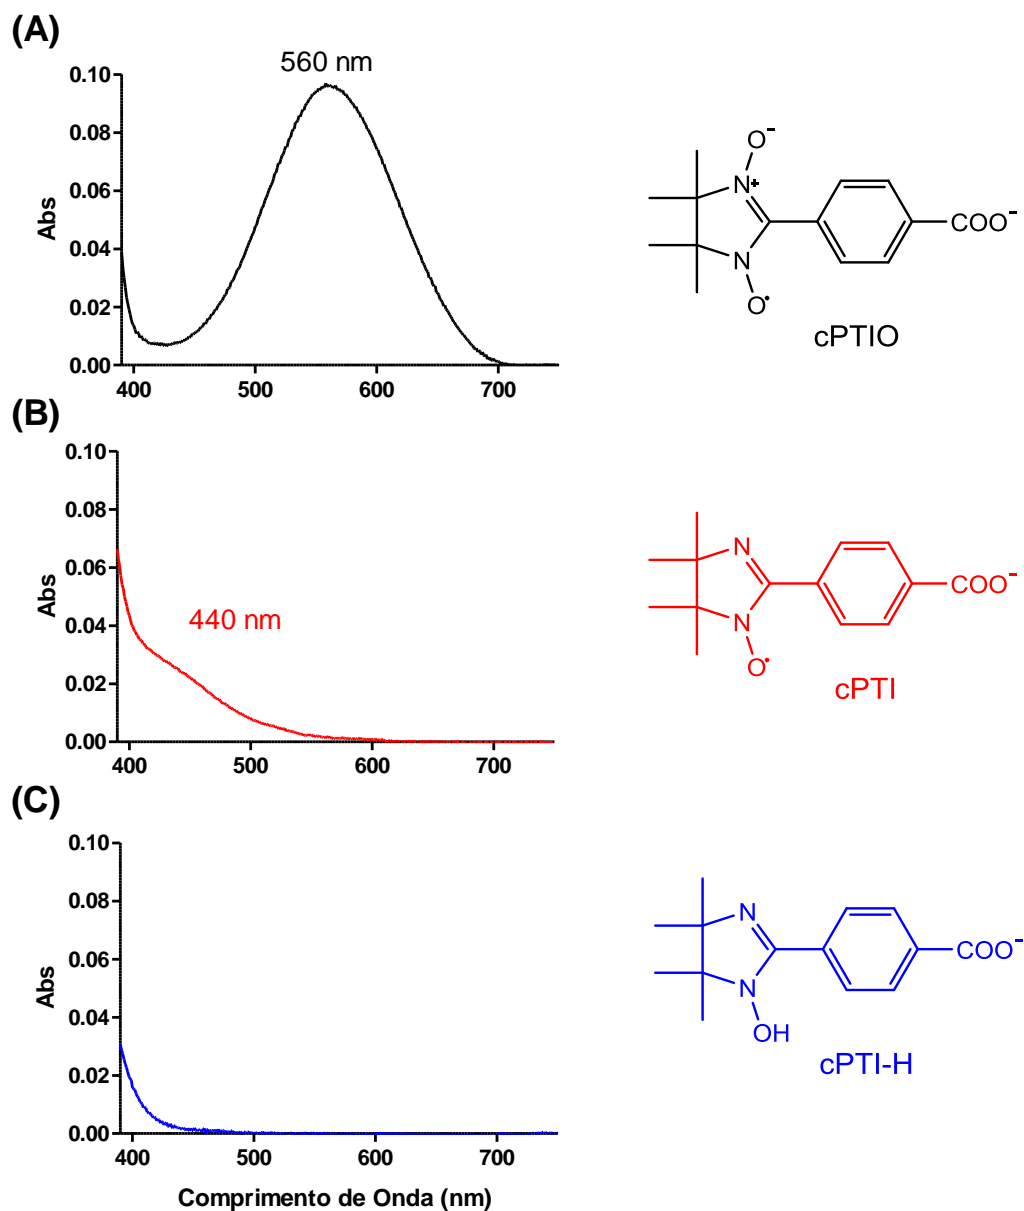 (A)
560 nm
0.10
0.08
0.06
0.04
0.02
0.00
Abs
400 500 600 700
O-
N+
N
O•
COO-
cPTIO
(B)
0.10
0.08
0.06
0.04
0.02
0.00
Abs
440 nm
400 500 600 700
N
N
O•
COO-
cPTI
(C)
0.10
0.08
0.06
0.04
0.02
0.00
Abs
400 500 600 700
Comprimento de Onda (nm)
N
N
OH
COO-
cPTI-H